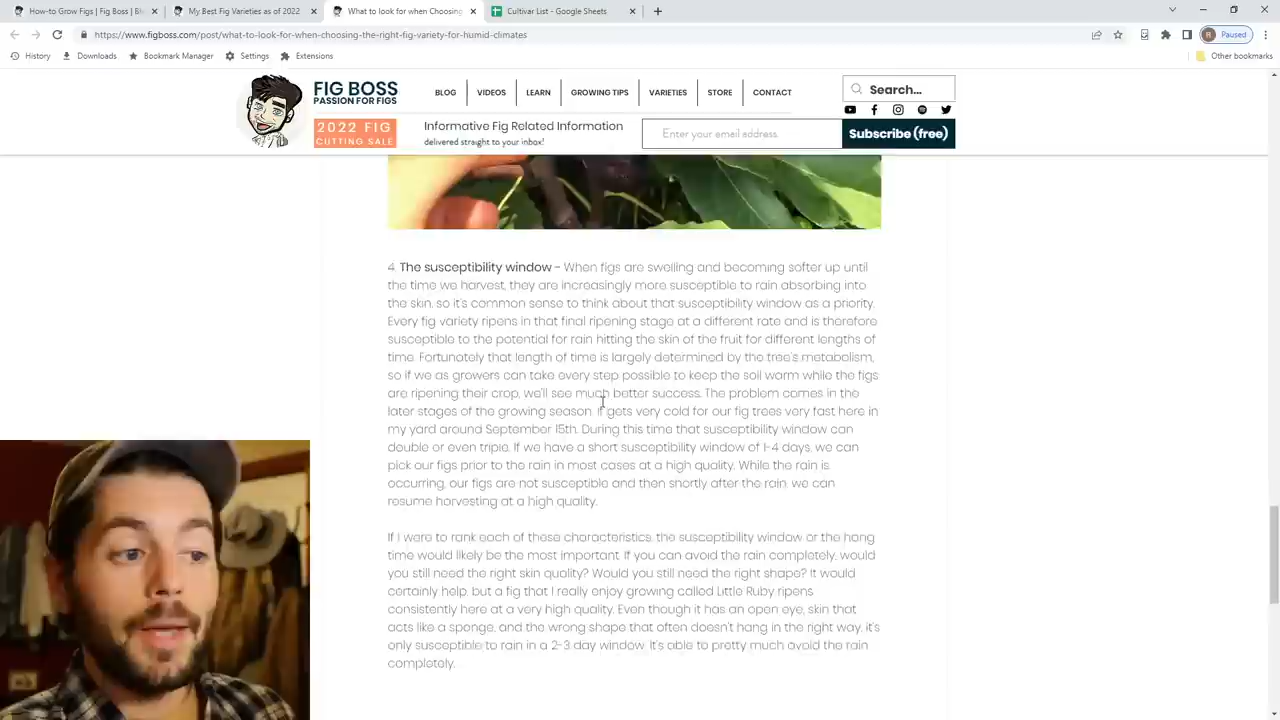 How-to Grow Figs | Fig Boss | Bl
My Best Fig Varieties as of 2022
What to look for when Choosing
Cultivar List - Google Sheets
https://www.figboss.com/post/what-to-look-for-when-choosing-the-right-fig-variety-for-humid-climates
R Paused
History
Downloads
Bookmark Manager
Settings
Extensions
Other bookmarks
FIG BOSS
PASSION FOR FIGS
BLOG
VIDEOS
LEARN
GROWING TIPS
VARIETIES
STORE
CONTACT
Search...
2022 FIG
CUTTING SALE
Informative Fig Related Information
delivered straight to your inbox!
Enter your email address.
Subscribe (free)
4. The susceptibility window - When figs are swelling and becoming softer up until
the time we harvest, they are increasingly more susceptible to rain absorbing into
the skin, so it's common sense to think about that susceptibility window as a priority.
Every fig variety ripens in that final ripening stage at a different rate and is therefore
susceptible to the potential for rain hitting the skin of the fruit for different lengths of
time. Fortunately that length of time is largely determined by the tree's metabolism,
so if we as growers can take every step possible to keep the soil warm while the figs
are ripening their crop, we'll see much better success. The problem comes in the
later stages of the growing season. It gets very cold for our fig trees very fast here in
my yard around September 15th. During this time that susceptibility window can
double or even triple. If we have a short susceptibility window of 1-4 days, we can
pick our figs prior to the rain in most cases at a high quality. While the rain is
occurring, our figs are not susceptible and then shortly after the rain, we can
resume harvesting at a high quality.
If I were to rank each of these characteristics, the susceptibility window or the hang
time would likely be the most important. If you can avoid the rain completely, would
you still need the right skin quality? Would you still need the right shape? It would
certainly help, but a fig that I really enjoy growing called Little Ruby ripens
consistently here at a very high quality. Even though it has an open eye, skin that
acts like a sponge, and the wrong shape that often doesn't hang in the right way, it's
only susceptible to rain in a 2-3 day window. It's able to pretty much avoid the rain
completely.